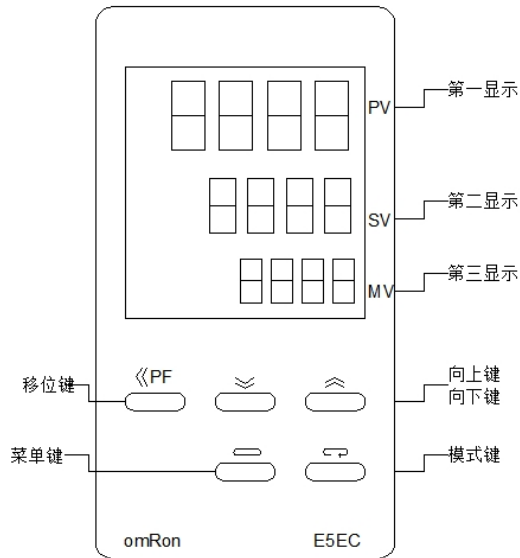 PV
第一显示
第二显示
SV
第三显示
MV
《PF
移位键
向上键
向下键
菜单键
模式键
omRon
E5EC